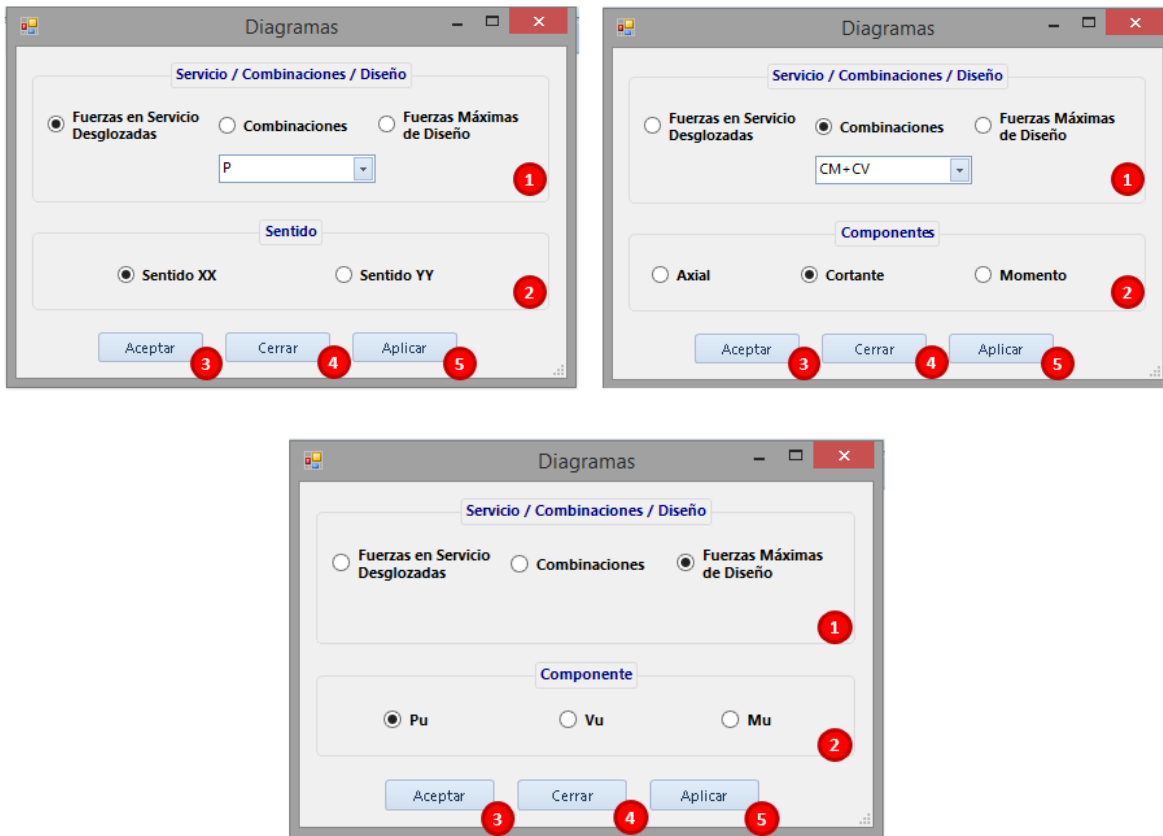 Diagramas
Servicio / Combinaciones / Diseño
Fuerzas en Servicio
Desglozadas
Combinaciones
Fuerzas Máximas
de Diseño
P
1
Sentido
Sentido XX
Sentido YY
2
Aceptar
3
Cerrar
4
Aplicar
5
Diagramas
Servicio / Combinaciones / Diseño
Fuerzas en Servicio
Desglozadas
Combinaciones
Fuerzas Máximas
de Diseño
CM+CV
1
Componentes
Axial
Cortante
Momento
2
Aceptar
3
Cerrar
4
Aplicar
5
Diagramas
Servicio / Combinaciones / Diseño
Fuerzas en Servicio
Desglozadas
Combinaciones
Fuerzas Máximas
de Diseño
1
Componente
Pu
Vu
Mu
2
Aceptar
3
Cerrar
4
Aplicar
5